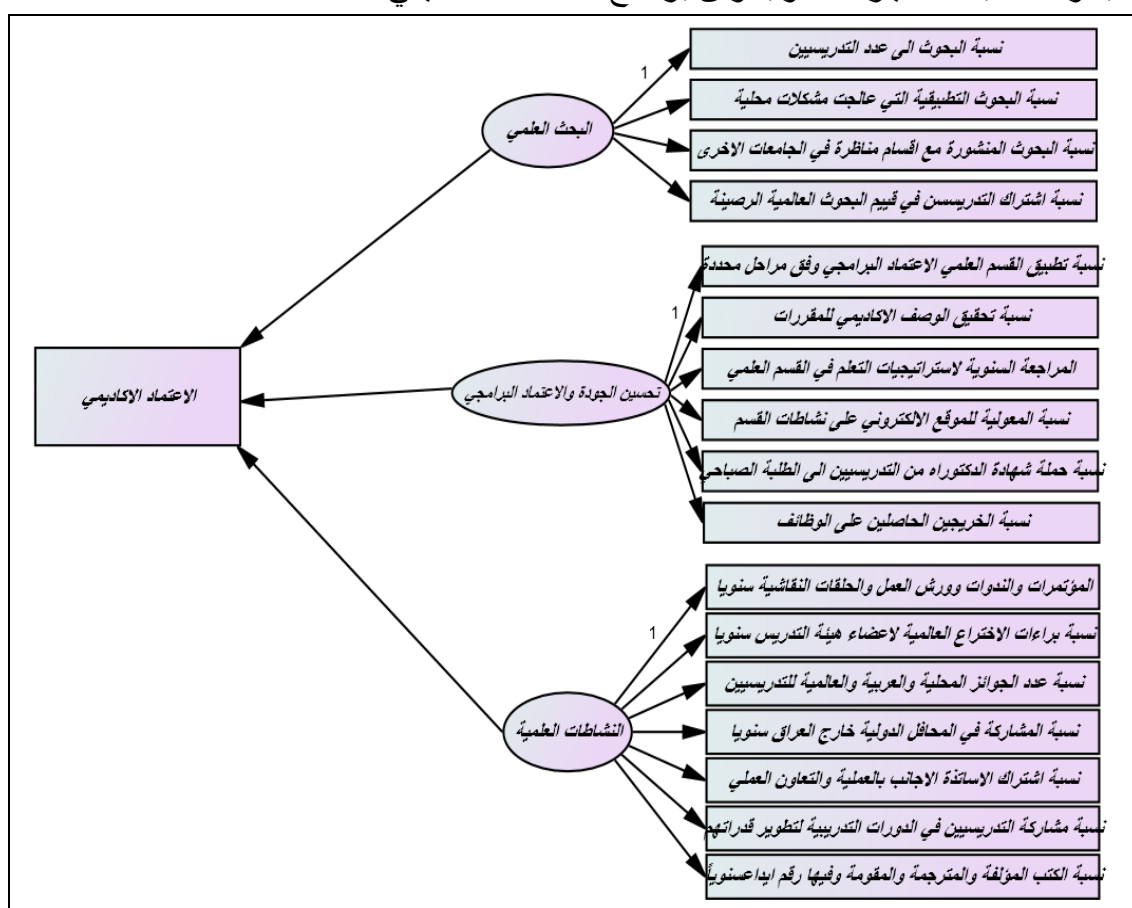 نسبة البحوث الى عدد التدريسيين
1
نسبة البحوث التطبيقية التي عالجت مشكلات محلية
البحث العلمي
نسبة البحوث المنشورة مع اقسام مناظرة في الجامعات الاخرى
نسبة اشتراك التدريسسن في قييم البحوث العالمية الرصينة
نسبة تطبيق القسم العلمي الاعتماد البرامجي وفق مراحل محددة
1
نسبة تحقيق الوصف الاكاديمي للمقررات
المراجعة السنوية لاستراتيجيات التعلم في القسم العلمي
الاعتماد الاكاديمي
تحسين الجودة والاعتماد البرامجي
نسبة المعولية للموقع الالكتروني على نشاطات القسم
نسبة حملة شهادة الدكتوراه من التدريسيين الى الطلبة الصباحي
نسبة الخريجين الحاصلين على الوظائف
المؤتمرات والندوات وورش العمل والحلقات النقاشية سنويا
1
نسبة براءات الاختراع العالمية لاعضاء هيئة التدريس سنويا
نسبة عدد الجوائز المحلية والعربية والعالمية للتدريسيين
النشاطات العلمية
نسبة المشاركة في المحافل الدولية خارج العراق سنويا
نسبة اشتراك الاساتذة الاجانب بالعملية والتعاون العملي
نسبة مشاركة التدريسيين في الدورات التدريبية لتطوير قدراتهم
نسبة الكتب المؤلفة والمترجمة والمقومة وفيها رقم ايداعسنوياً